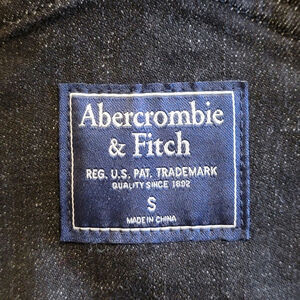 Abercrombie
& Fitch
REG. U.S. PAT. TRADEMARK
QUALITY SINCE 1892
S
MADE IN CHINA